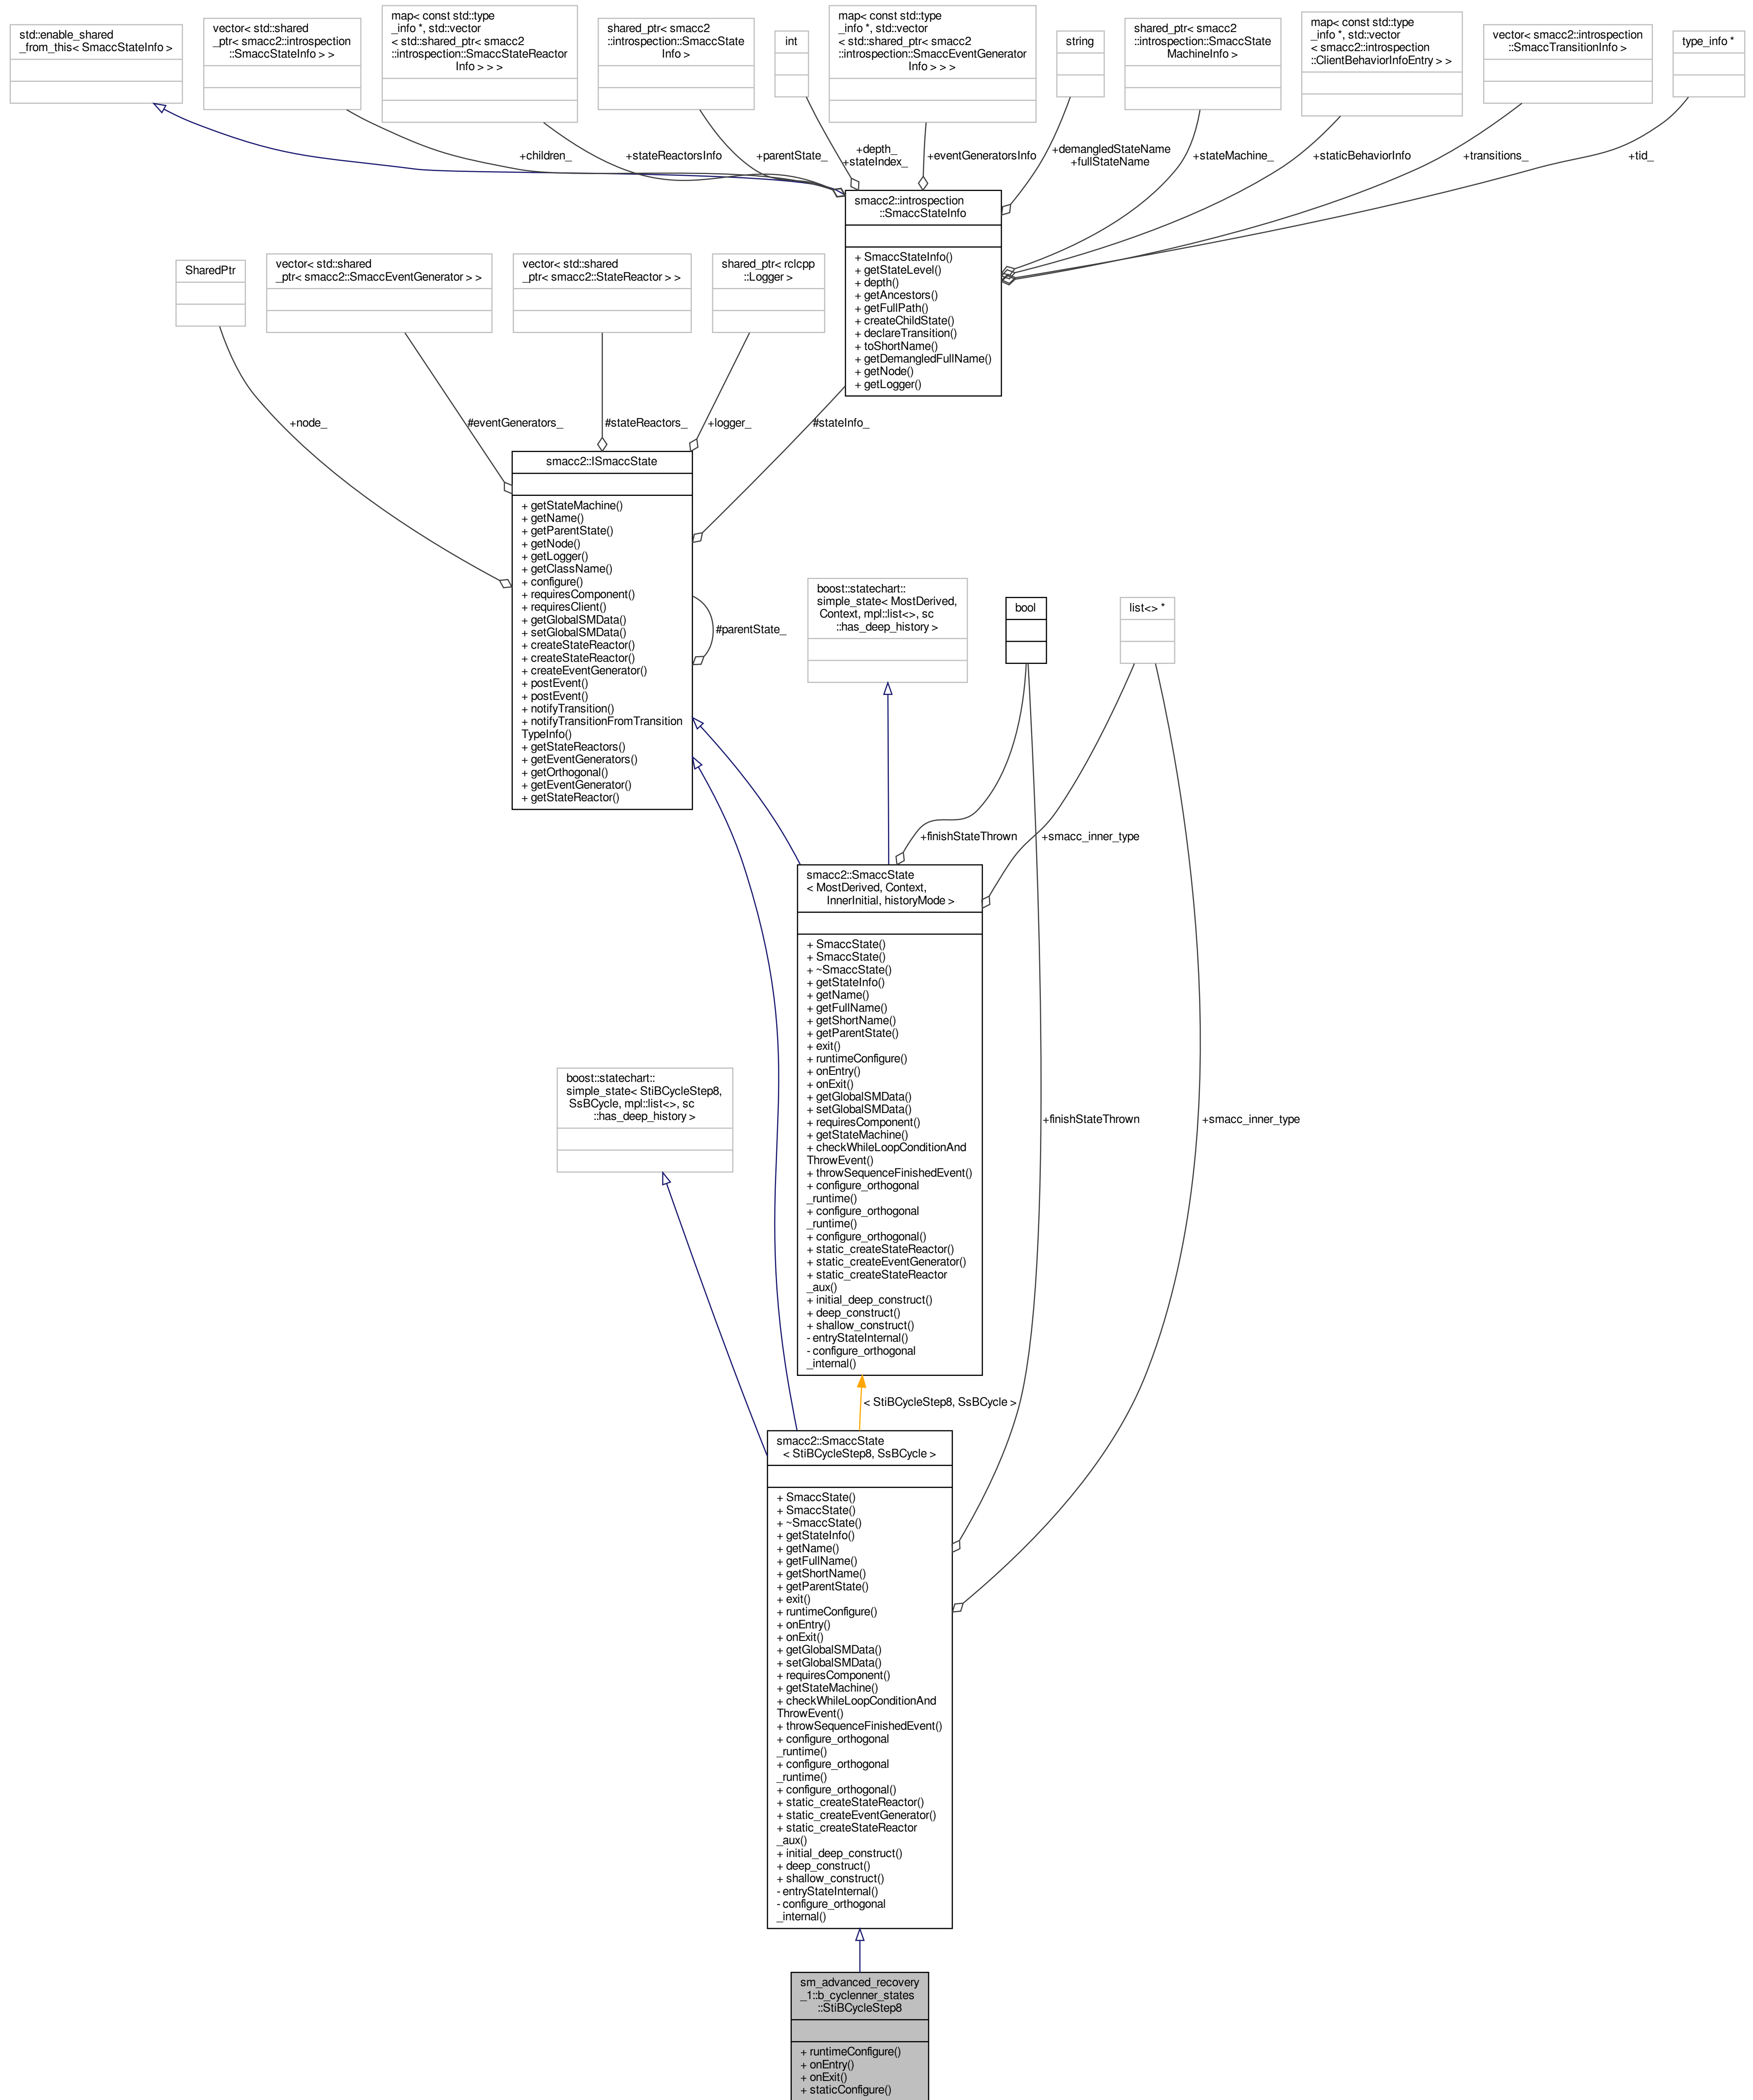 std::enable_shared
_from_this< SmaccStateInfo >
vector< std::shared
_ptr< smacc2::introspection
::SmaccStateInfo > >
map< const std::type
_info *, std::vector
< std::shared_ptr< smacc2
::introspection::SmaccStateReactor
Info > > >
shared_ptr< smacc2
::introspection::SmaccState
Info >
int
map< const std::type
_info *, std::vector
< std::shared_ptr< smacc2
::introspection::SmaccEventGenerator
Info > > >
string
shared_ptr< smacc2
::introspection::SmaccState
MachineInfo >
map< const std::type
_info *, std::vector
< smacc2::introspection
::ClientBehaviorInfoEntry > >
vector< smacc2::introspection
::SmaccTransitionInfo >
type_info *
+children_
+stateReactorsInfo
+parentState_
+depth_
+stateIndex_
+eventGeneratorsInfo
+demangledStateName
+fullStateName
+stateMachine_
+staticBehaviorInfo
+transitions_
+tid_
smacc2::introspection
::SmaccStateInfo
+ SmaccStateInfo()
+ getStateLevel()
+ depth()
+ getAncestors()
+ getFullPath()
+ createChildState()
+ declareTransition()
+ toShortName()
+ getDemangledFullName()
+ getNode()
+ getLogger()
SharedPtr
vector< std::shared
_ptr< smacc2::SmaccEventGenerator > >
vector< std::shared
_ptr< smacc2::StateReactor > >
shared_ptr< rclcpp
::Logger >
+node_
#eventGenerators_
#stateReactors_
+logger_
#stateInfo_
smacc2::ISmaccState
+ getStateMachine()
+ getName()
+ getParentState()
+ getNode()
+ getLogger()
+ getClassName()
+ configure()
+ requiresComponent()
+ requiresClient()
+ getGlobalSMData()
+ setGlobalSMData()
+ createStateReactor()
+ createStateReactor()
+ createEventGenerator()
+ postEvent()
+ postEvent()
+ notifyTransition()
+ notifyTransitionFromTransition
TypeInfo()
+ getStateReactors()
+ getEventGenerators()
+ getOrthogonal()
+ getEventGenerator()
+ getStateReactor()
#parentState_
boost::statechart::
simple_state< MostDerived,
Context, mpl::list<>, sc
::has_deep_history >
bool
list<> *
+finishStateThrown
+smacc_inner_type
smacc2::SmaccState
< MostDerived, Context,
InnerInitial, historyMode >
+ SmaccState()
+ SmaccState()
+ ~SmaccState()
+ getStateInfo()
+ getName()
+ getFullName()
+ getShortName()
+ getParentState()
+ exit()
+ runtimeConfigure()
+ onEntry()
+ onExit()
+ getGlobalSMData()
+ setGlobalSMData()
+ requiresComponent()
+ getStateMachine()
+ checkWhileLoopConditionAnd
ThrowEvent()
+ throwSequenceFinishedEvent()
+ configure_orthogonal
_runtime()
+ configure_orthogonal
_runtime()
+ configure_orthogonal()
+ static_createStateReactor()
+ static_createEventGenerator()
+ static_createStateReactor
_aux()
+ initial_deep_construct()
+ deep_construct()
+ shallow_construct()
- entryStateInternal()
- configure_orthogonal
_internal()
boost::statechart::
simple_state< StiBCycleStep8,
SsBCycle, mpl::list<>, sc
::has_deep_history >
+finishStateThrown
+smacc_inner_type
< StiBCycleStep8, SsBCycle >
smacc2::SmaccState
< StiBCycleStep8, SsBCycle >
+ SmaccState()
+ SmaccState()
+ ~SmaccState()
+ getStateInfo()
+ getName()
+ getFullName()
+ getShortName()
+ getParentState()
+ exit()
+ runtimeConfigure()
+ onEntry()
+ onExit()
+ getGlobalSMData()
+ setGlobalSMData()
+ requiresComponent()
+ getStateMachine()
+ checkWhileLoopConditionAnd
ThrowEvent()
+ throwSequenceFinishedEvent()
+ configure_orthogonal
_runtime()
+ configure_orthogonal
_runtime()
+ configure_orthogonal()
+ static_createStateReactor()
+ static_createEventGenerator()
+ static_createStateReactor
_aux()
+ initial_deep_construct()
+ deep_construct()
+ shallow_construct()
- entryStateInternal()
- configure_orthogonal
_internal()
sm_advanced_recovery
_1::b_cyclenner_states
::StiBCycleStep8
+ runtimeConfigure()
+ onEntry()
+ onExit()
+ staticConfigure()